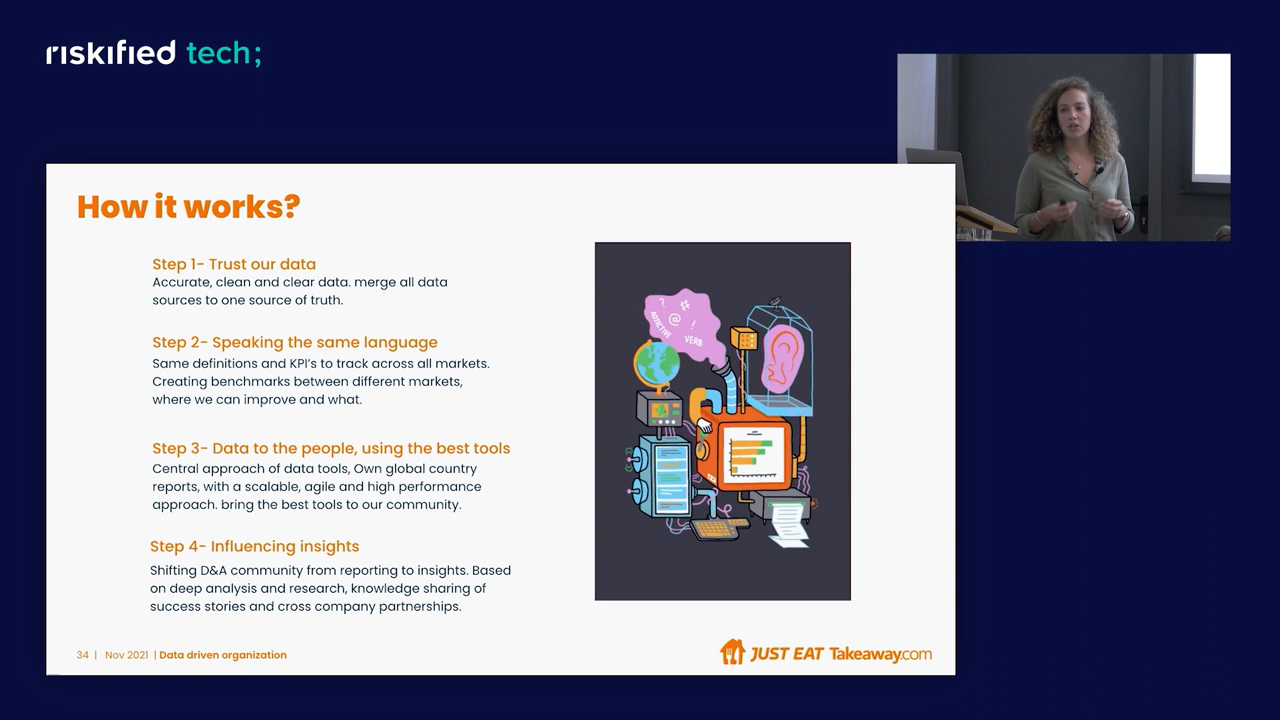 riskified tech;
How it works?
Step 1- Trust our data
Accurate, clean and clear data. merge all data
sources to one source of truth.
Step 2- Speaking the same language
Same definitions and KPI's to track across all markets.
Creating benchmarks between different markets,
where we can improve and what.
Step 3- Data to the people, using the best tools
Central approach of data tools, Own global country
reports, with a scalable, agile and high performance
approach. bring the best tools to our community.
Step 4- Influencing insights
Shifting D&A community from reporting to insights. Based
on deep analysis and research, knowledge sharing of
success stories and cross company partnerships.
? #
@ !
ADJECTIVE
VERB
34 | Nov 2021 | Data driven organization
JUST EAT Takeaway.com